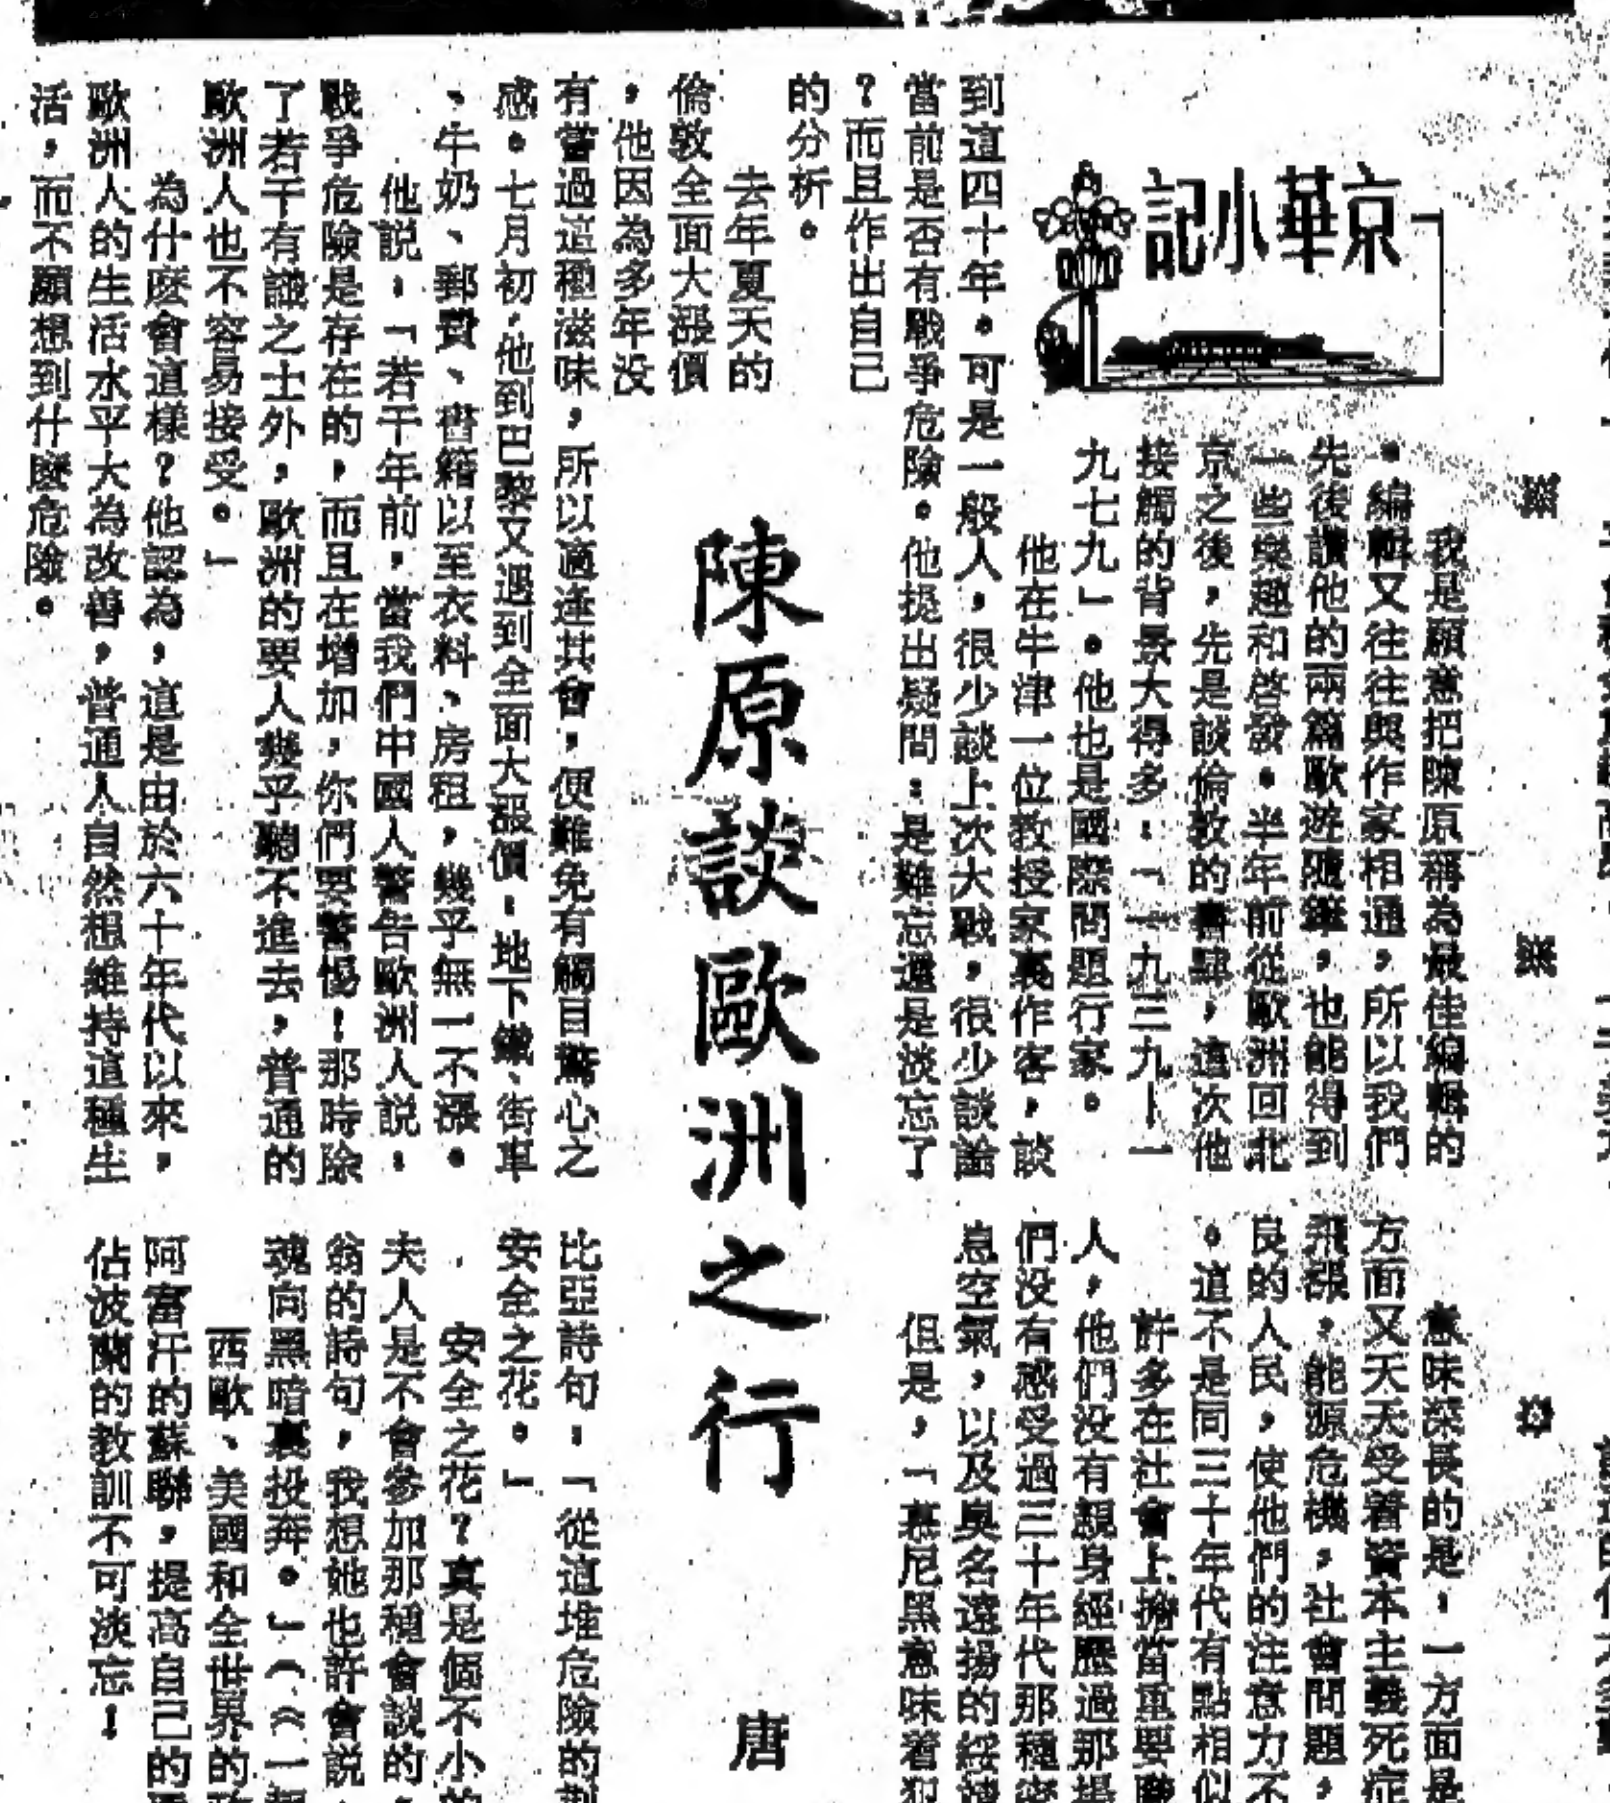 京華小記
陳原談歐洲之行
唐
我是願意把陳原稱為最佳編輯的
。編輯又往往與作家相通,所以我們
先後讀他的兩篇歐遊隨筆,也能得到
一些樂趣和啓發。半年前從歐洲回北
京之後,先是談倫敦的書肆,這次他
接觸的背景大得多:「一九三九—一
九七九」。他也是國際問題行家。
他在牛津一位教授家裏作客,談
到這四十年。可是一般人,很少談上次大戰,很少談論
當前是否有戰爭危險。他提出疑問:是難忘還是淡忘了
?而且作出自己
的分析。
去年夏天的
倫敦全面大漲價
,他因為多年沒
有嘗過這種滋味,所以適逢其會,便難免有觸目驚心之
感。七月初,他到巴黎又遇到全面大漲價:地下鐵、街車
、牛奶、郵費、書籍以至衣料、房租,幾乎無一不漲。
他説:「若干年前,當我們中國人警告歐洲人説:
戰爭危險是存在的,而且在增加,你們要警惕!那時除
了若干有識之士外,歐洲的要人幾乎聽不進去,普通的
歐洲人也不容易接受。」
為什麼會這樣?他認為,這是由於六十年代以來,
歐洲人的生活水平大為改善,普通人自然想維持這種生
活,而不願想到什麼危險。
意味深長的是:一方面是
方面又天天受着資本主義死症
飛漲,能源危機,社會問題,
良的人民,使他們的注意力不
。這不是同三十年代有點相似
許多在社會上擔當重要職
人,他們沒有親身經歷過那場
們沒有感受過三十年代那種窒
息空氣,以及臭名遠揚的綏靖
但是,「慕尼黑意味着犯
比亞詩句:「從這堆危險的荆
安全之花。」
安全之花?真是個不小的
夫人是不會參加那種會談的,
翁的詩句,我想她也許會説:
魂向黑暗裏投奔。」(《一報
西歐、美國和全世界的政
阿富汗的蘇聯,提高自己的
佔波蘭的教訓不可淡忘!